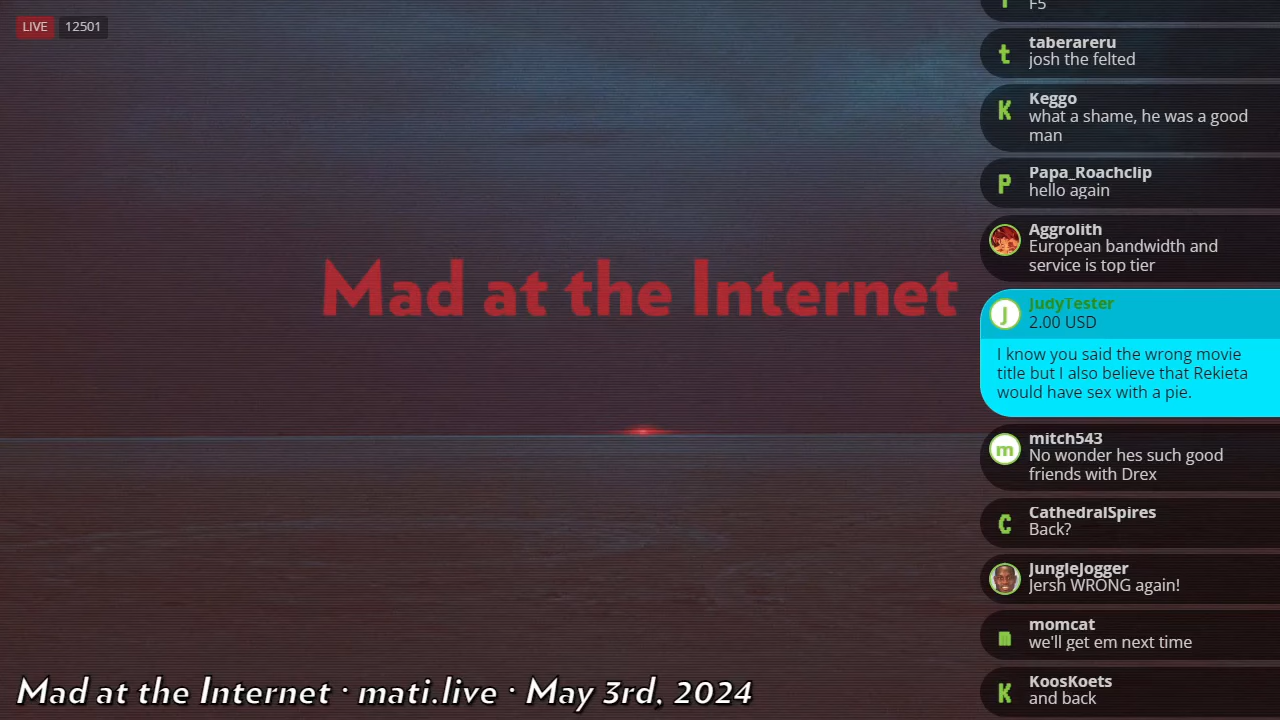 LIVE 12501
F5
t
taberareru
josh the felted
K
Keggo
what a shame, he was a good
man
P
Papa_Roachclip
hello again
Aggrolith
European bandwidth and
service is top tier
Mad at the Internet
J
JudyTester
2.00 USD
I know you said the wrong movie
title but I also believe that Rekieta
would have sex with a pie.
m
mitch543
No wonder hes such good
friends with Drex
C
CathedralSpires
Back?
JungleJogger
Jersh WRONG again!
m
momcat
we'll get em next time
K
KoosKoets
and back
Mad at the Internet · mati.live · May 3rd, 2024